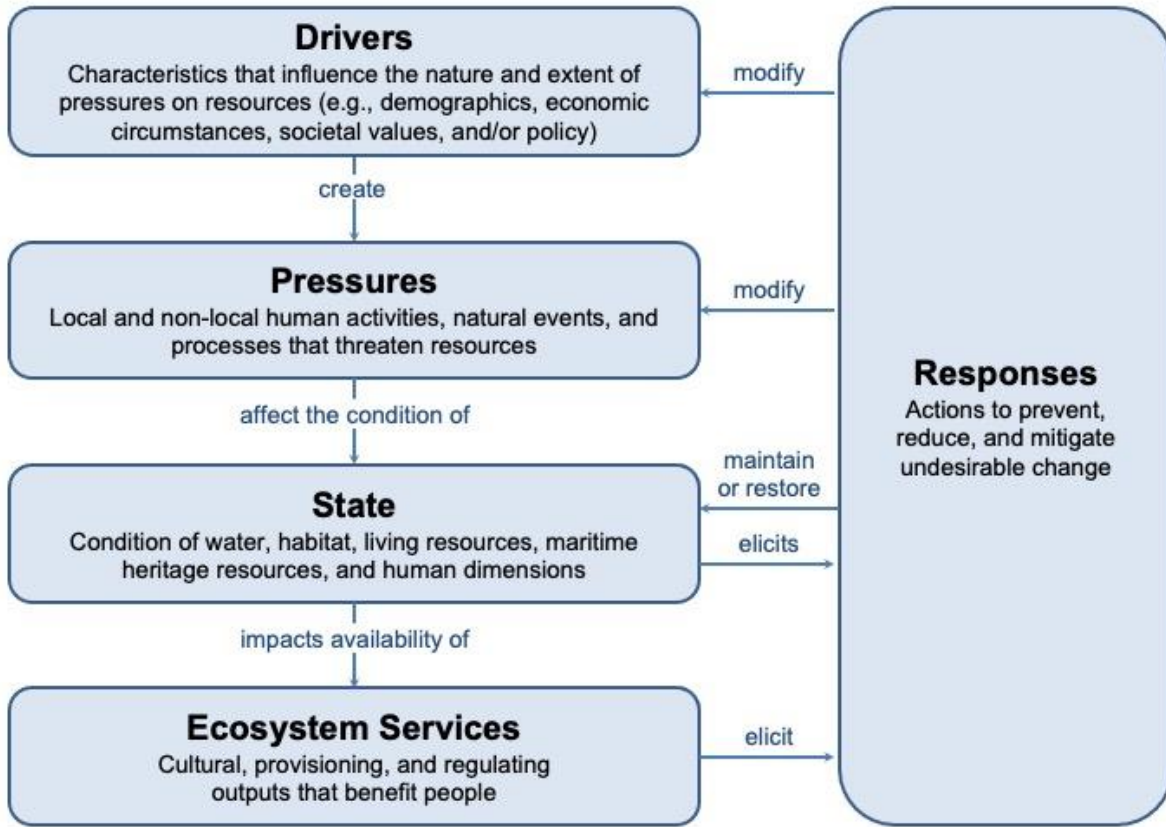 Drivers
Characteristics that influence the nature and extent of
pressures on resources (e.g., demographics, economic
circumstances, societal values, and/or policy)
modify
create
Pressures
Local and non-local human activities, natural events, and
processes that threaten resources
modify
affect the condition of
State
Condition of water, habitat, living resources, maritime
heritage resources, and human dimensions
maintain
or restore
elicits
impacts availability of
Ecosystem Services
Cultural, provisioning, and regulating
outputs that benefit people
elicit
Responses
Actions to prevent,
reduce, and mitigate
undesirable change